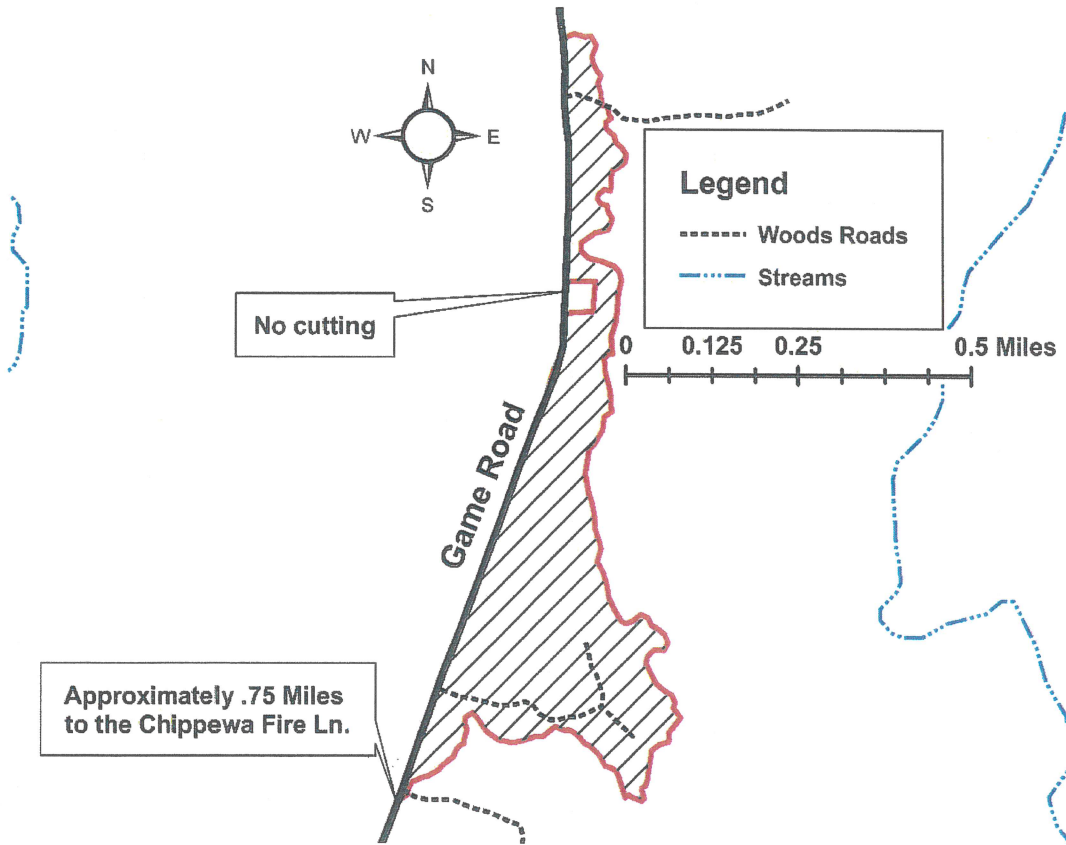 N
W E
S
Legend
Woods Roads
Streams
No cutting
0 0.125 0.25 0.5 Miles
Game Road
Approximately .75 Miles
to the Chippewa Fire Ln.